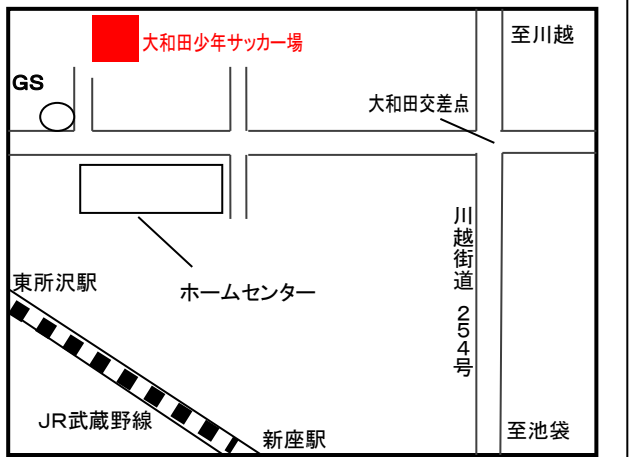 大和田少年サッカー場
至川越
GS
大和田交差点
川越街道 254号
東所沢駅
ホームセンター
JR武蔵野線
新座駅
至池袋